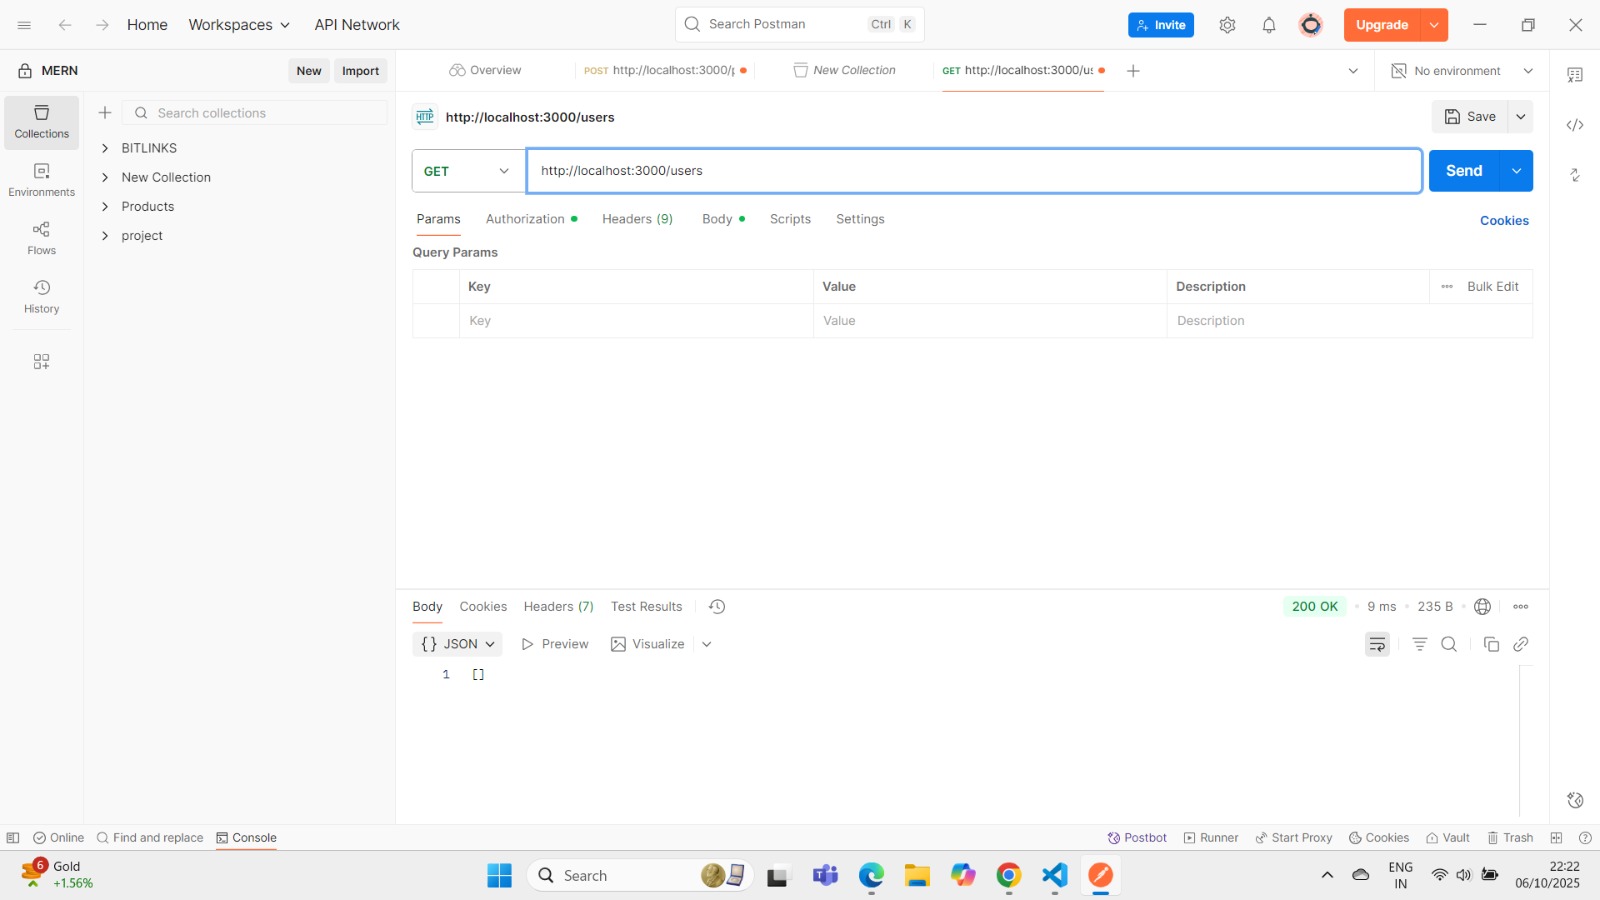 Home
Workspaces
API Network
Search Postman
Ctrl
K
Invite
Upgrade
MERN
New
Import
Overview
POST http://localhost:3000/
New Collection
GET http://localhost:3000/us
No environment
Collections
Search collections
BITLINKS
New Collection
Products
project
Environments
Flows
History
HTTP http://localhost:3000/users
Save
GET
http://localhost:3000/users
Send
Params
Authorization
Headers (9)
Body
Scripts
Settings
Cookies
Query Params
Key
Value
Description
Bulk Edit
Key
Value
Description
Body
Cookies
Headers (7)
Test Results
200 OK
9 ms
235 B
{} JSON
Preview
Visualize
1 []
Online
Find and replace
Console
Postbot
Runner
Start Proxy
Cookies
Vault
Trash
6
Gold
+1.56%
Search
ENG
IN
22:22
06/10/2025